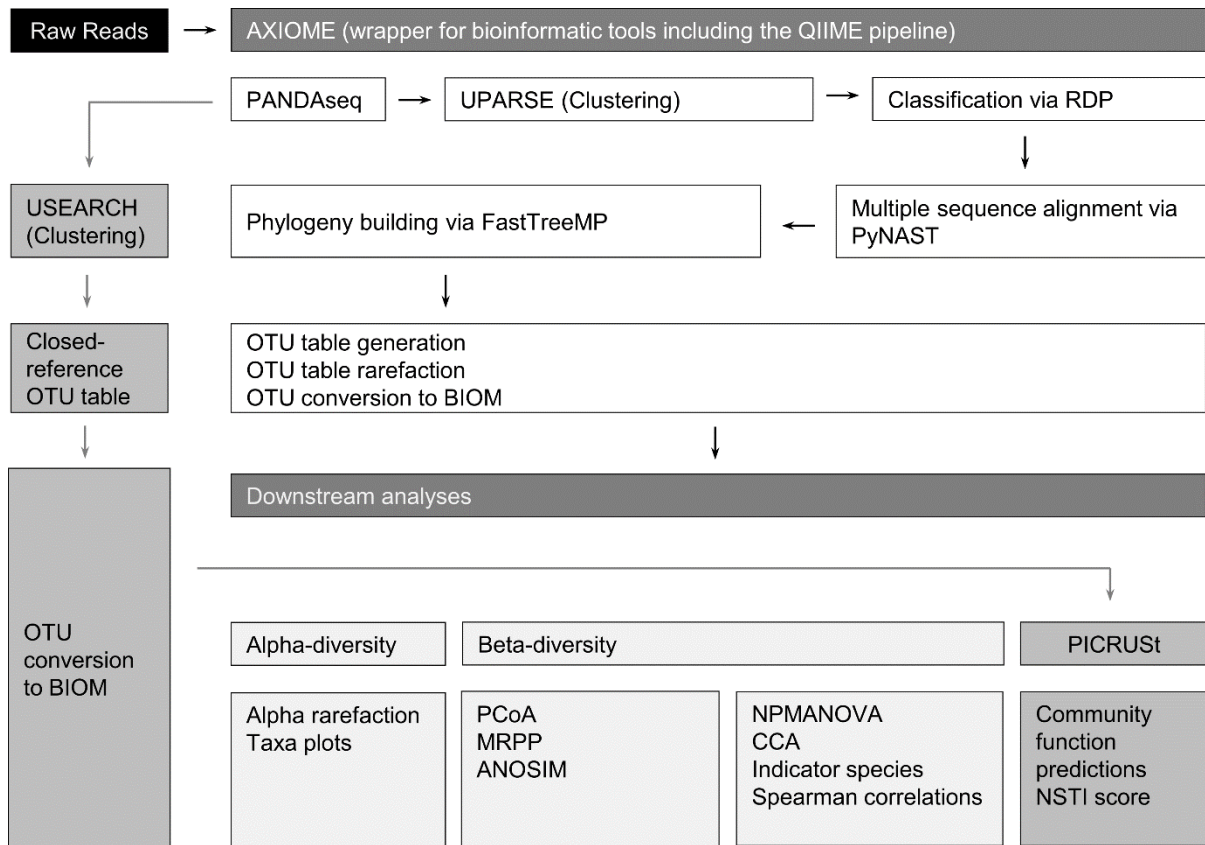 Raw Reads
AXIOME (wrapper for bioinformatic tools including the QIIME pipeline)
PANDAseq
UPARSE (Clustering)
Classification via RDP
USEARCH
(Clustering)
Phylogeny building via FastTreeMP
Multiple sequence alignment via
PyNAST
Closed-
reference
OTU table
OTU table generation
OTU table rarefaction
OTU conversion to BIOM
Downstream analyses
OTU
conversion
to BIOM
Alpha-diversity
Beta-diversity
PICRUSt
Alpha rarefaction
Taxa plots
PCoA
MRPP
ANOSIM
NPMANOVA
CCA
Indicator species
Spearman correlations
Community
function
predictions
NSTI score